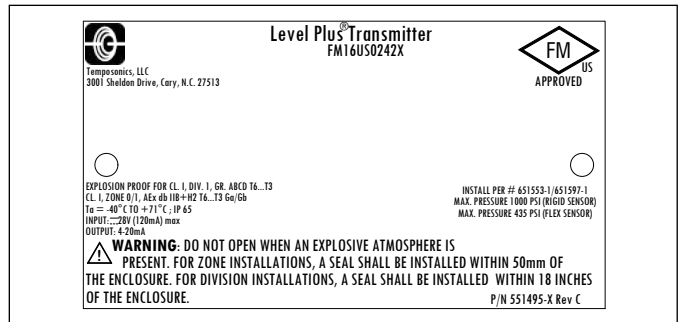 Level Plus® Transmitter
FM16US0242X
FM
US
APPROVED
Temposonics, LLC
3001 Sheldon Drive, Cary, N.C. 27513
EXPLOSION PROOF FOR CL. I, DIV. 1, GR. ABCD T6...T3
CL. I, ZONE 0/1, AEx db IIB+H2 T6...T3 Ga/Gb
Ta = -40°C TO +71°C ; IP 65
INPUT:⎓28V (120mA) max
OUTPUT: 4-20mA
INSTALL PER # 651553-1/651597-1
MAX. PRESSURE 1000 PSI (RIGID SENSOR)
MAX. PRESSURE 435 PSI (FLEX SENSOR)
WARNING: DO NOT OPEN WHEN AN EXPLOSIVE ATMOSPHERE IS
PRESENT. FOR ZONE INSTALLATIONS, A SEAL SHALL BE INSTALLED WITHIN 50mm OF
THE ENCLOSURE. FOR DIVISION INSTALLATIONS, A SEAL SHALL BE INSTALLED WITHIN 18 INCHES
OF THE ENCLOSURE.
P/N 551495-X Rev C